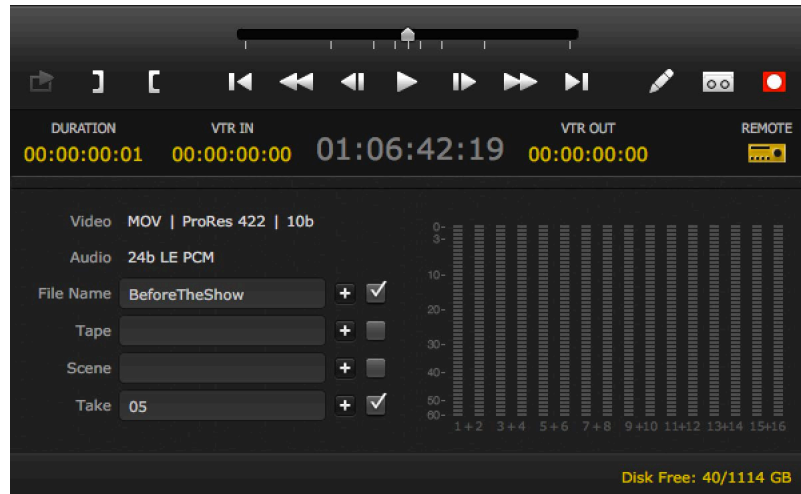 DURATION VTR IN VTR OUT REMOTE
00:00:00:01 00:00:00:00 01:06:42:19 00:00:00:00
Video MOV | ProRes 422 | 10b
Audio 24b LE PCM
File Name BeforeTheShow +
Tape +
Scene +
Take 05 +
0-
3-
10-
20-
30-
40-
50-
60-
1+2 3+4 5+6 7+8 9+10 11+12 13+14 15+16
Disk Free: 40/1114 GB